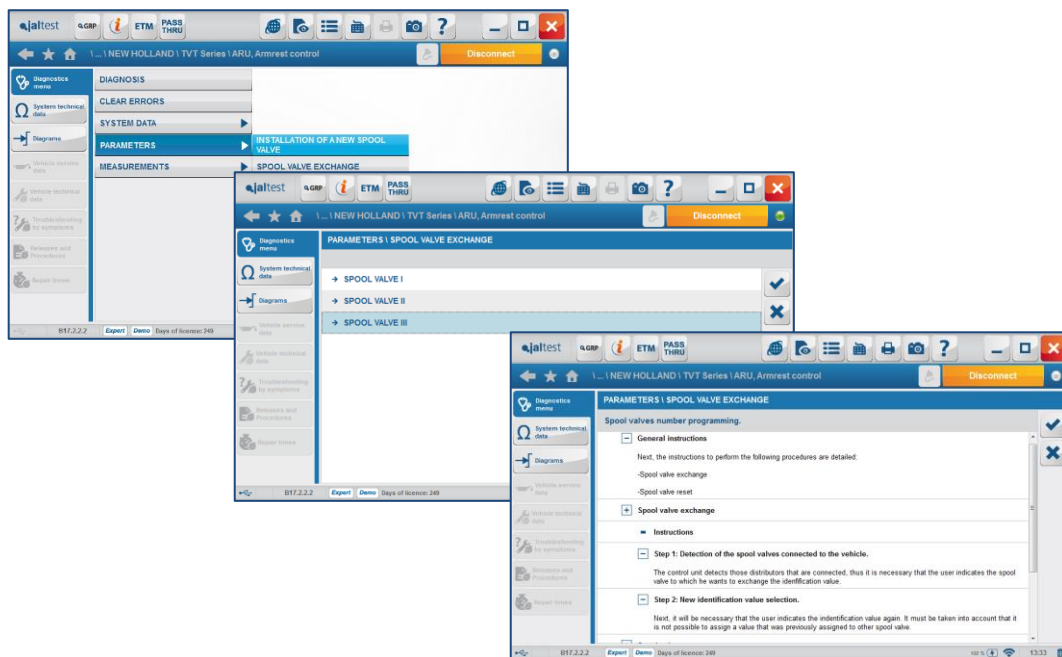 jaltest GRP i ETM PASS THRU ?
\ ... \ NEW HOLLAND \ TVT Series \ ARU, Armrest control Disconnect
Diagnostics menu
System technical data
Diagrams
Vehicle service data
Vehicle technical data
Troubleshooting by symptoms
Releases and Procedures
Repair times
DIAGNOSIS
CLEAR ERRORS
SYSTEM DATA
PARAMETERS
MEASUREMENTS
INSTALLATION OF A NEW SPOOL
VALVE
SPOOL VALVE EXCHANGE
B17.2.2.2 Expert Demo Days of licence: 249
jaltest GRP i ETM PASS THRU ?
\ ... \ NEW HOLLAND \ TVT Series \ ARU, Armrest control Disconnect
Diagnostics menu
System technical data
Diagrams
Vehicle service data
Vehicle technical data
Troubleshooting by symptoms
Releases and Procedures
Repair times
PARAMETERS \ SPOOL VALVE EXCHANGE
SPOOL VALVE I
SPOOL VALVE II
SPOOL VALVE III
B17.2.2.2 Expert Demo Days of licence: 249
jaltest GRP i ETM PASS THRU ?
\ ... \ NEW HOLLAND \ TVT Series \ ARU, Armrest control Disconnect
Diagnostics menu
System technical data
Diagrams
Vehicle service data
Vehicle technical data
Troubleshooting by symptoms
Releases and Procedures
Repair times
PARAMETERS \ SPOOL VALVE EXCHANGE
Spool valves number programming.
General instructions
Next, the instructions to perform the following procedures are detailed:
-Spool valve exchange
-Spool valve reset
Spool valve exchange
Instructions
Step 1: Detection of the spool valves connected to the vehicle.
The control unit detects those distributors that are connected, thus it is necessary that the user indicates the spool
valve to which he wants to exchange the idenfification value.
Step 2: New identification value selection.
Next, it will be necessary that the user indicates the indentification value again. It must be taken into account that it
is not possible to assign a value that was previously assigned to other spool valve.
B17.2.2.2 Expert Demo Days of licence: 249 13:33